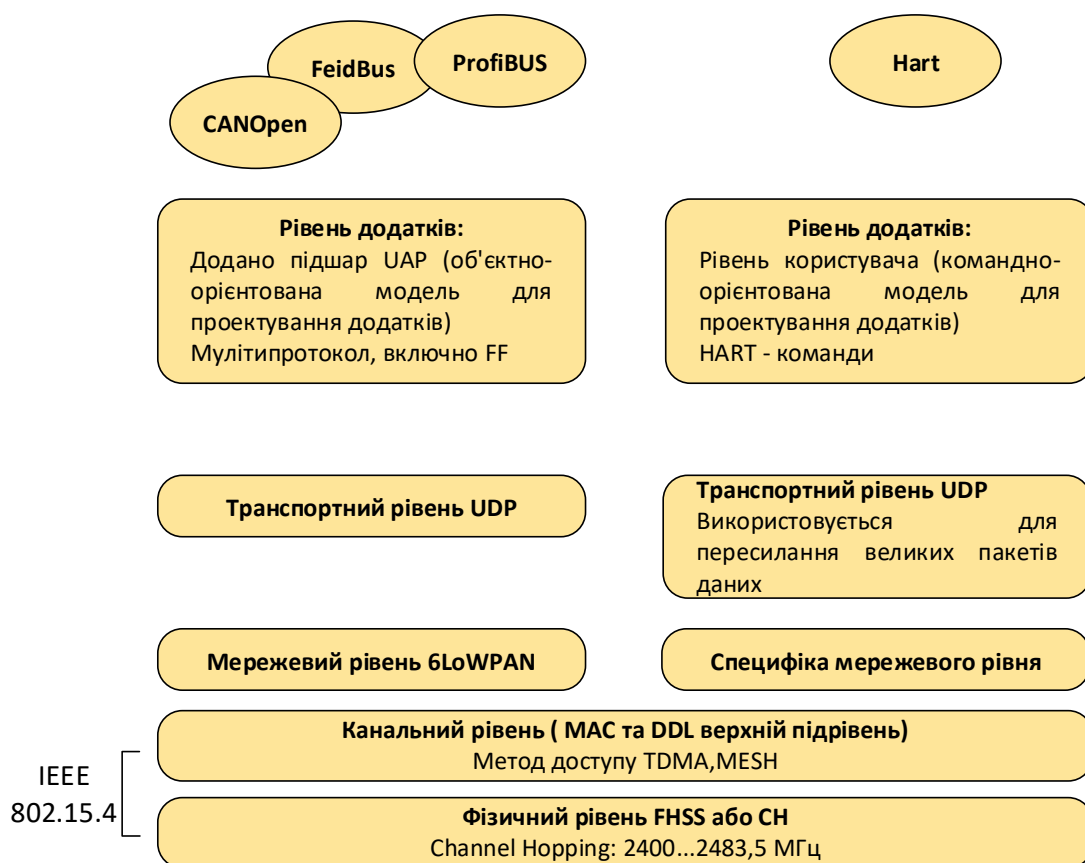 FeidBus
ProfiBUS
Hart
CANOpen
Рівень додатків:
Додано підшар UAP (об'єктно-
орієнтована модель для
проектування додатків)
Мулітипротокол, включно FF
Рівень додатків:
Рівень користувача (командно-
орієнтована модель для
проектування додатків)
HART - команди
Транспортний рівень UDP
Транспортний рівень UDP
Використовується для
пересилання великих пакетів
даних
Мережевий рівень 6LoWPAN
Специфіка мережевого рівня
Канальний рівень ( MAC та DDL верхній підрівень)
Метод доступу TDMA,MESH
IEEE
802.15.4
Фізичний рівень FHSS або CH
Channel Hopping: 2400...2483,5 МГц